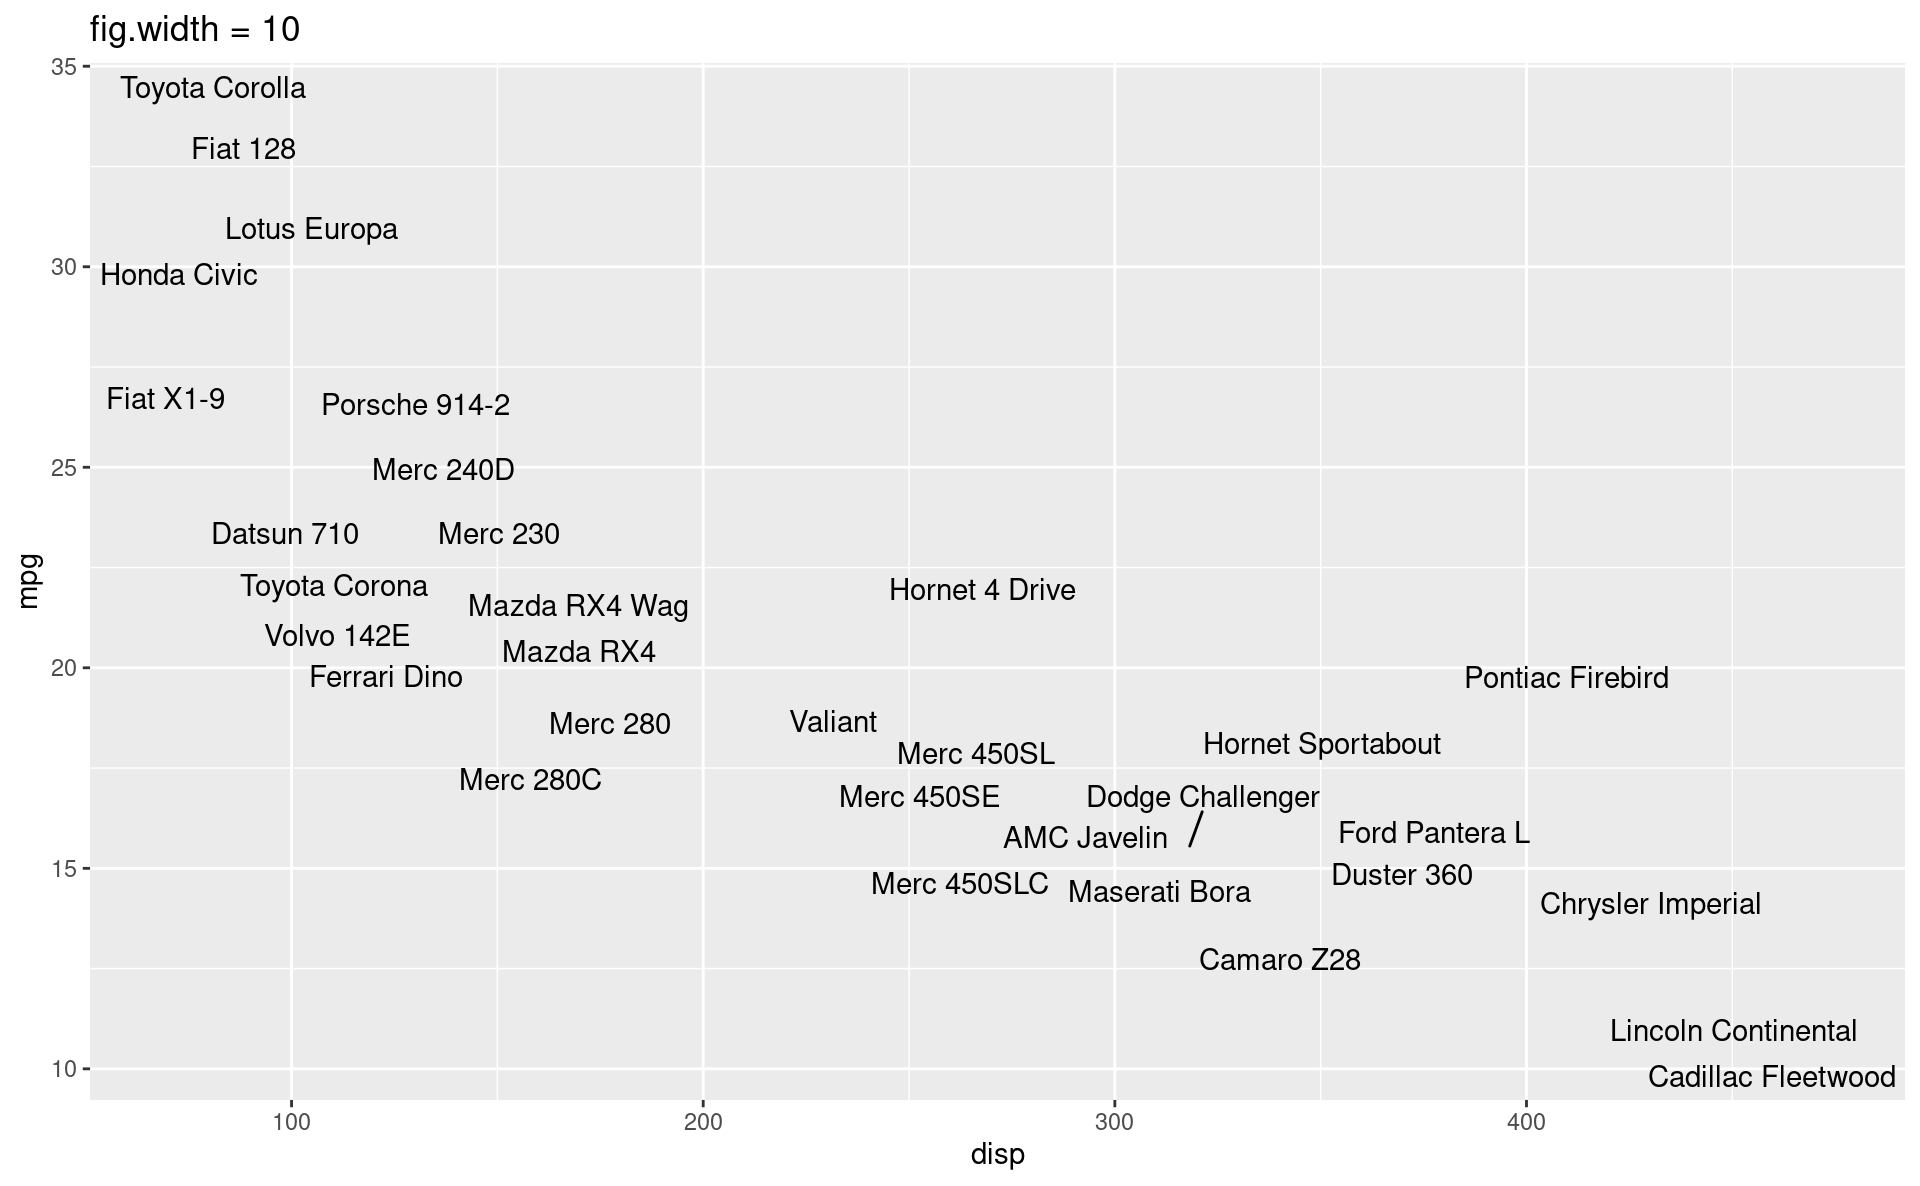 fig.width = 10
35
Toyota Corolla
Fiat 128
Lotus Europa
30
Honda Civic
Fiat X1-9
Porsche 914-2
25
Merc 240D
Datsun 710
Merc 230
mpg
Toyota Corona
Hornet 4 Drive
Mazda RX4 Wag
Volvo 142E
Mazda RX4
20
Ferrari Dino
Pontiac Firebird
Merc 280
Valiant
Merc 450SL
Hornet Sportabout
Merc 280C
Merc 450SE
Dodge Challenger
AMC Javelin
Ford Pantera L
15
Merc 450SLC
Maserati Bora
Duster 360
Chrysler Imperial
Camaro Z28
Lincoln Continental
10
Cadillac Fleetwood
100
200
300
400
disp